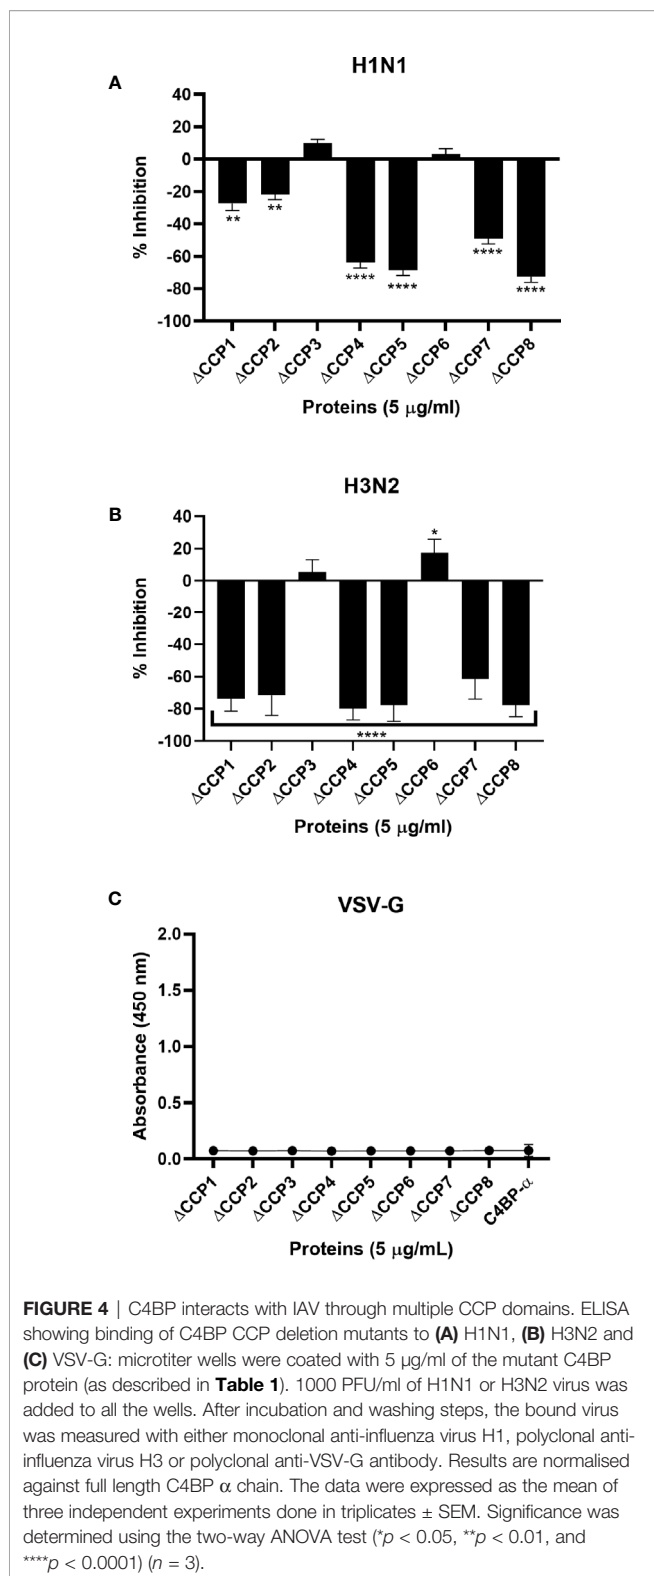 A
H1N1
40
20
0
-20
-40
-60
-80
-100
% Inhibition
**
**
****
****
****
****
ΔCCP1
ΔCCP2
ΔCCP3
ΔCCP4
ΔCCP5
ΔCCP6
ΔCCP7
ΔCCP8
Proteins (5 μg/ml)
B
H3N2
40
20
0
-20
-40
-60
-80
-100
% Inhibition
*
****
ΔCCP1
ΔCCP2
ΔCCP3
ΔCCP4
ΔCCP5
ΔCCP6
ΔCCP7
ΔCCP8
Proteins (5 μg/ml)
C
VSV-G
2.0
1.5
1.0
0.5
0.0
Absorbance (450 nm)
ΔCCP1
ΔCCP2
ΔCCP3
ΔCCP4
ΔCCP5
ΔCCP6
ΔCCP7
ΔCCP8
C4BP-α
Proteins (5 μg/mL)
FIGURE 4 | C4BP interacts with IAV through multiple CCP domains. ELISA
showing binding of C4BP CCP deletion mutants to (A) H1N1, (B) H3N2 and
(C) VSV-G: microtiter wells were coated with 5 μg/ml of the mutant C4BP
protein (as described in Table 1). 1000 PFU/ml of H1N1 or H3N2 virus was
added to all the wells. After incubation and washing steps, the bound virus
was measured with either monoclonal anti-influenza virus H1, polyclonal anti-
influenza virus H3 or polyclonal anti-VSV-G antibody. Results are normalised
against full length C4BP α chain. The data were expressed as the mean of
three independent experiments done in triplicates ± SEM. Significance was
determined using the two-way ANOVA test (*p < 0.05, **p < 0.01, and
****p < 0.0001) (n = 3).